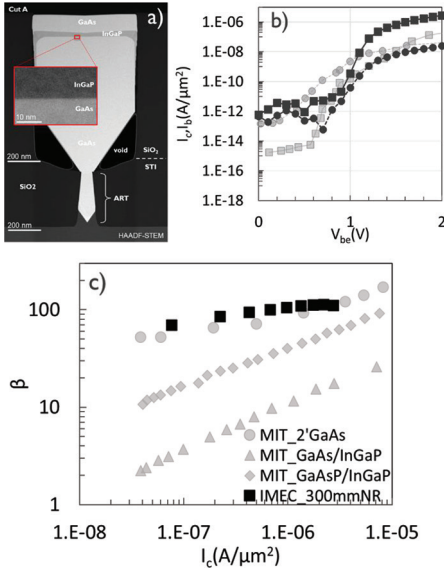 Cut A
a)
GaAs
InGaP
InGaP
GaAs
10 nm
GaAs
void
SiO2
200 nm
STI
SiO2
ART
200 nm
HAADF-STEM
b)
1.E-06
1.E-08
1.E-10
1.E-12
1.E-14
1.E-16
1.E-18
Ic,Ib(A/μm²)
0 1 2
Vbe(V)
c)
100
10
1
β
MIT_2'GaAs
MIT_GaAs/InGaP
MIT_GaAsP/InGaP
IMEC_300mmNR
1.E-08 1.E-07 1.E-06 1.E-05
Ic(A/μm²)